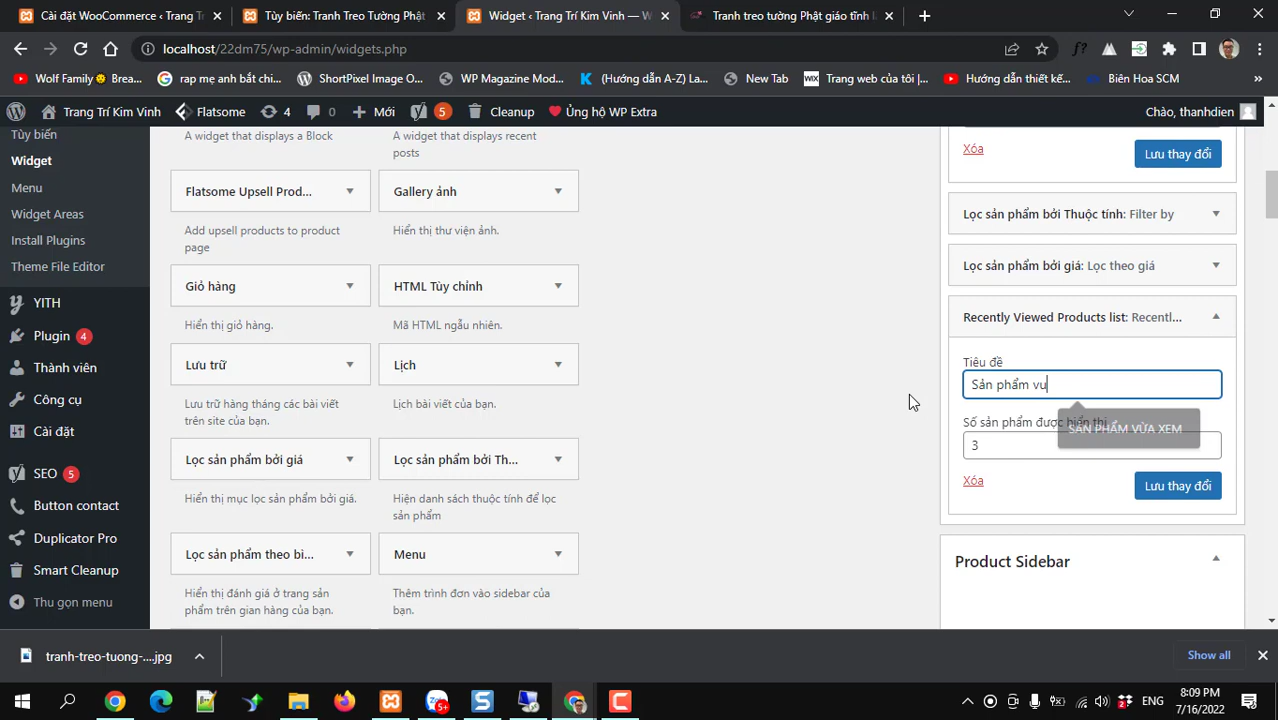 Cài đặt WooCommerce ‹ Trang T
Tùy biến: Tranh Treo Tường Phật
Widget ‹ Trang Trí Kim Vinh — W
Tranh treo tường Phật giáo tĩnh l
localhost/22dm75/wp-admin/widgets.php
Wolf Family Brea...
rap mẹ anh bắt chi...
ShortPixel Image O...
WP Magazine Mod...
(Hướng dẫn A-Z) La...
New Tab
Trang web của tôi |...
Hướng dẫn thiết kế...
Biên Hoa SCM
Trang Trí Kim Vinh
Flatsome
4
0
Mới
5
Cleanup
Ủng hộ WP Extra
Chào, thanhdien
Tùy biến
Widget
Menu
Widget Areas
Install Plugins
Theme File Editor
YITH
Plugin 4
Thành viên
Công cụ
Cài đặt
SEO 5
Button contact
Duplicator Pro
Smart Cleanup
Thu gọn menu
A widget that displays a Block
A widget that displays recent
posts
Flatsome Upsell Prod...
Gallery ảnh
Add upsell products to product
page
Hiển thị thư viện ảnh.
Giỏ hàng
HTML Tùy chỉnh
Hiển thị giỏ hàng.
Mã HTML ngẫu nhiên.
Lưu trữ
Lịch
Lưu trữ hàng tháng các bài viết
trên site của bạn.
Lịch bài viết của bạn.
Lọc sản phẩm bởi giá
Lọc sản phẩm bởi Th...
Hiển thị mục lọc sản phẩm bởi giá.
Hiện danh sách thuộc tính để lọc
sản phẩm
Lọc sản phẩm theo bì...
Menu
Hiển thị đánh giá ở trang sản
phẩm trên gian hàng của bạn.
Thêm trình đơn vào sidebar của
bạn.
Xóa
Lưu thay đổi
Lọc sản phẩm bởi Thuộc tính: Filter by
Lọc sản phẩm bởi giá: Lọc theo giá
Recently Viewed Products list: Recentl...
Tiêu đề
Sản phẩm vu
Số sản phẩm được hiển thị
SẢN PHẨM VỪA XEM
3
Xóa
Lưu thay đổi
Product Sidebar
tranh-treo-tuong-....jpg
Show all
5+
ENG
2
8:09 PM
7/16/2022